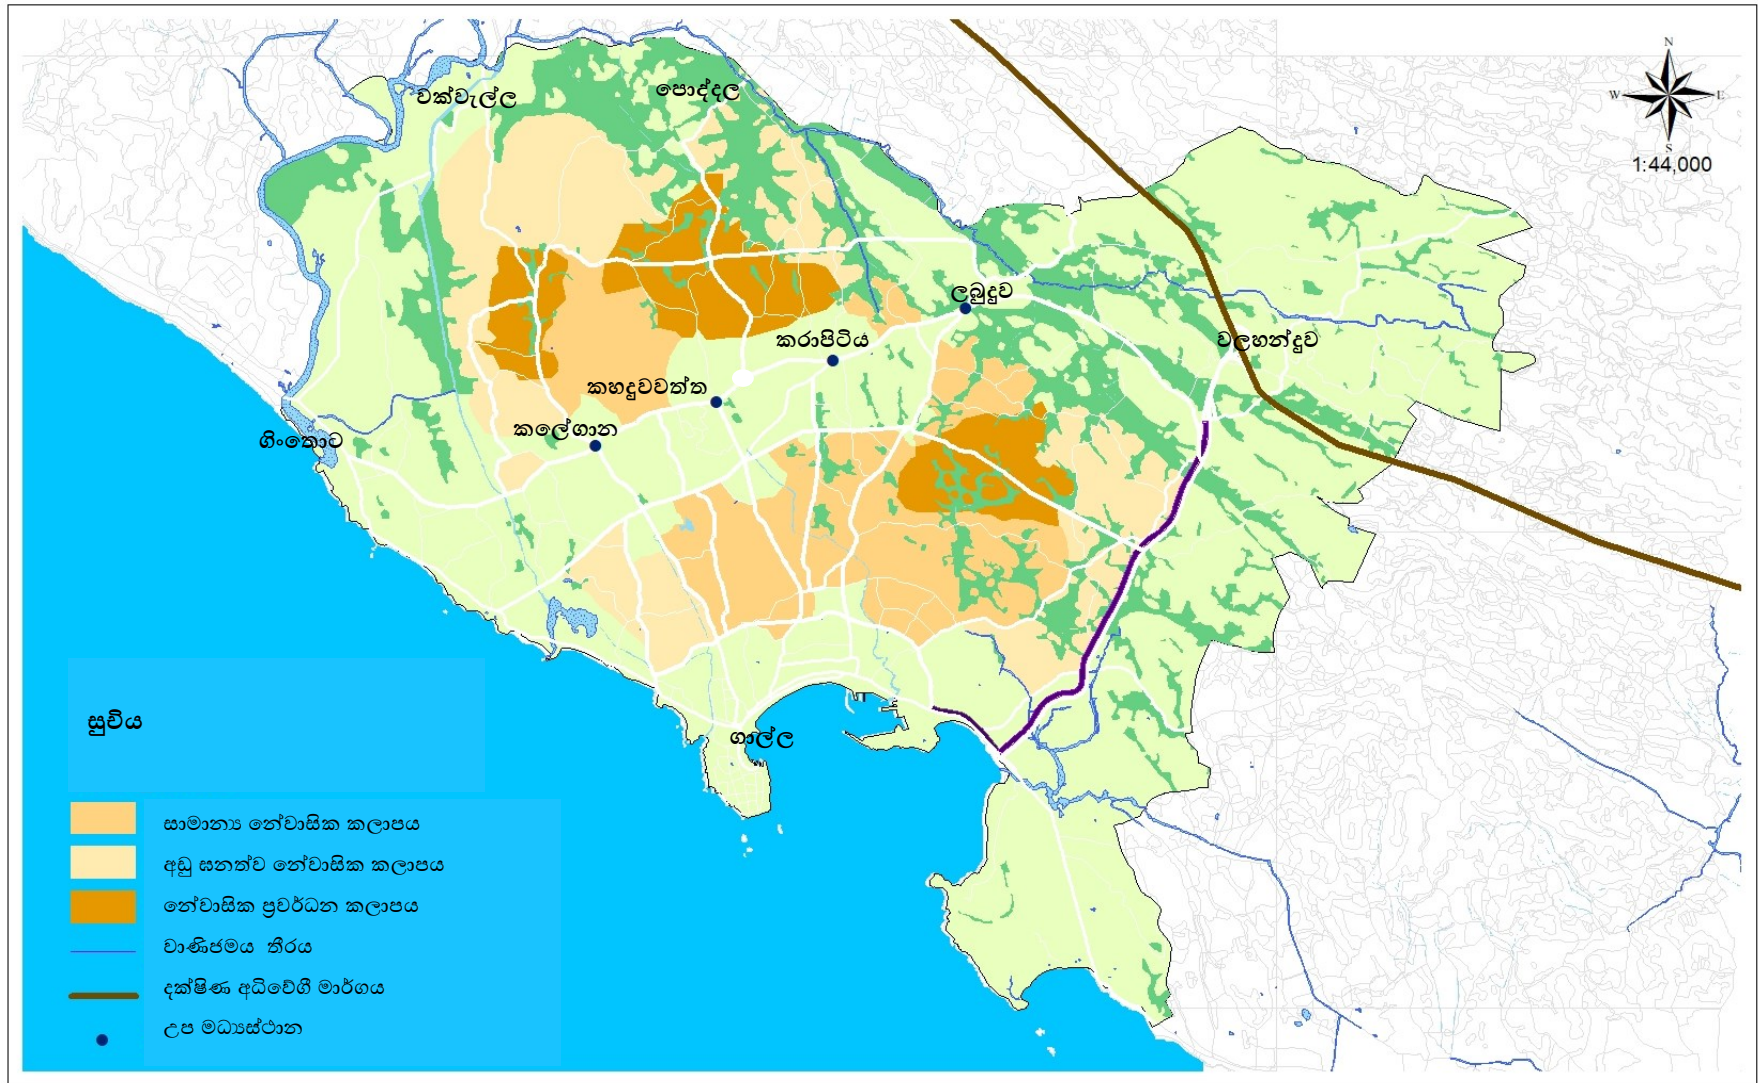 වක්වැල්ල
පොද්දල
N
W E
S
1:44,000
ලබුදුව
වලහන්දුව
කරාපිටිය
කහදුවවත්ත
කලේගාන
ගිංතොට
ගාල්ල
සුචිය
සාමාන්‍ය නේවාසික කලාපය
අඩු ඝනත්ව නේවාසික කලාපය
නේවාසික ප්‍රවර්ධන කලාපය
වාණිජමය තීරය
දක්ෂිණ අධිවේගී මාර්ගය
උප මධ්‍යස්ථාන